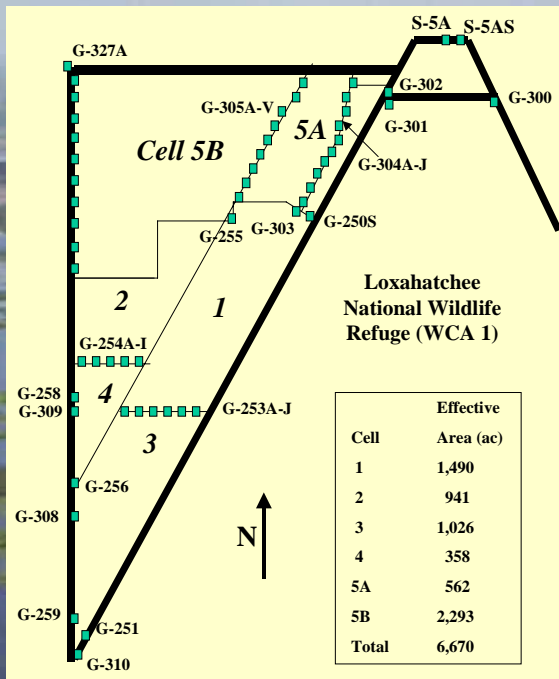 S-5A
S-5AS
G-327A
G-302
G-300
G-305A-V
5A
G-301
Cell 5B
G-304A-J
G-255
G-303
G-250S
2
1
Loxahatchee
National Wildlife
Refuge (WCA 1)
G-254A-I
G-258
4
G-309
G-253A-J
3
G-256
G-308
N
G-259
G-251
G-310
Effective
Cell Area (ac)
1 1,490
2 941
3 1,026
4 358
5A 562
5B 2,293
Total 6,670